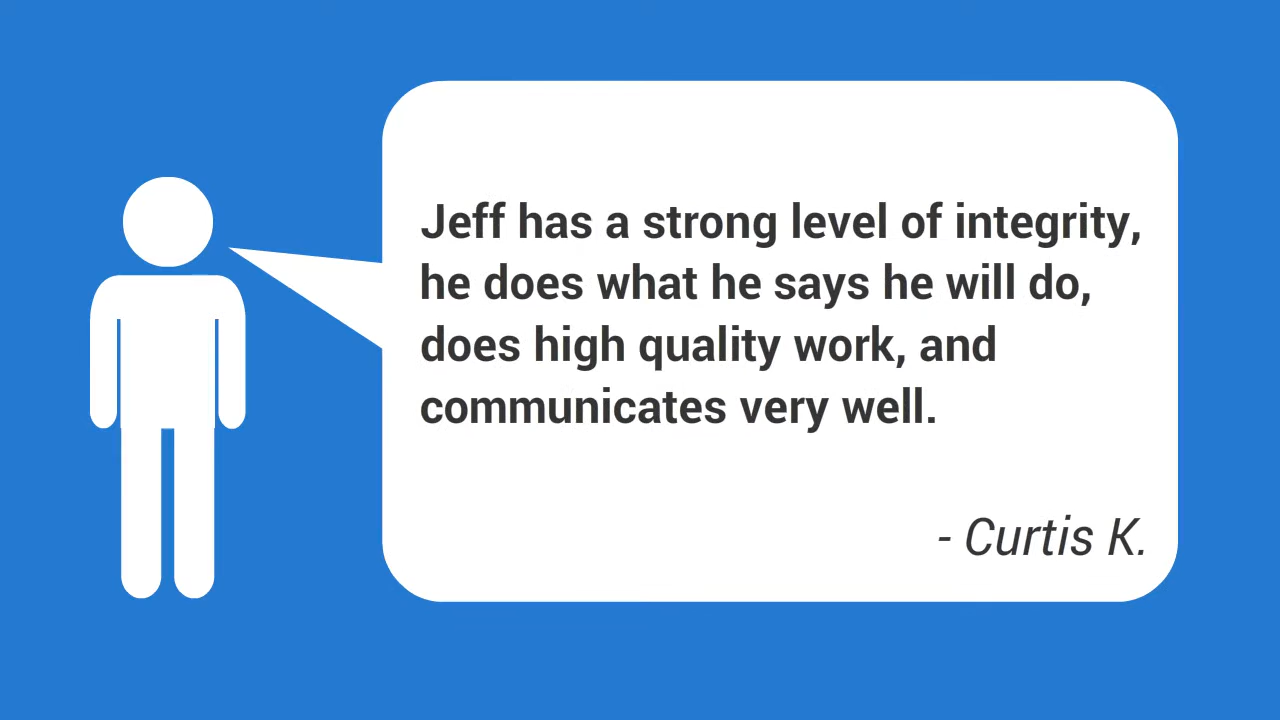 Jeff has a strong level of integrity,
he does what he says he will do,
does high quality work, and
communicates very well.
- Curtis K.